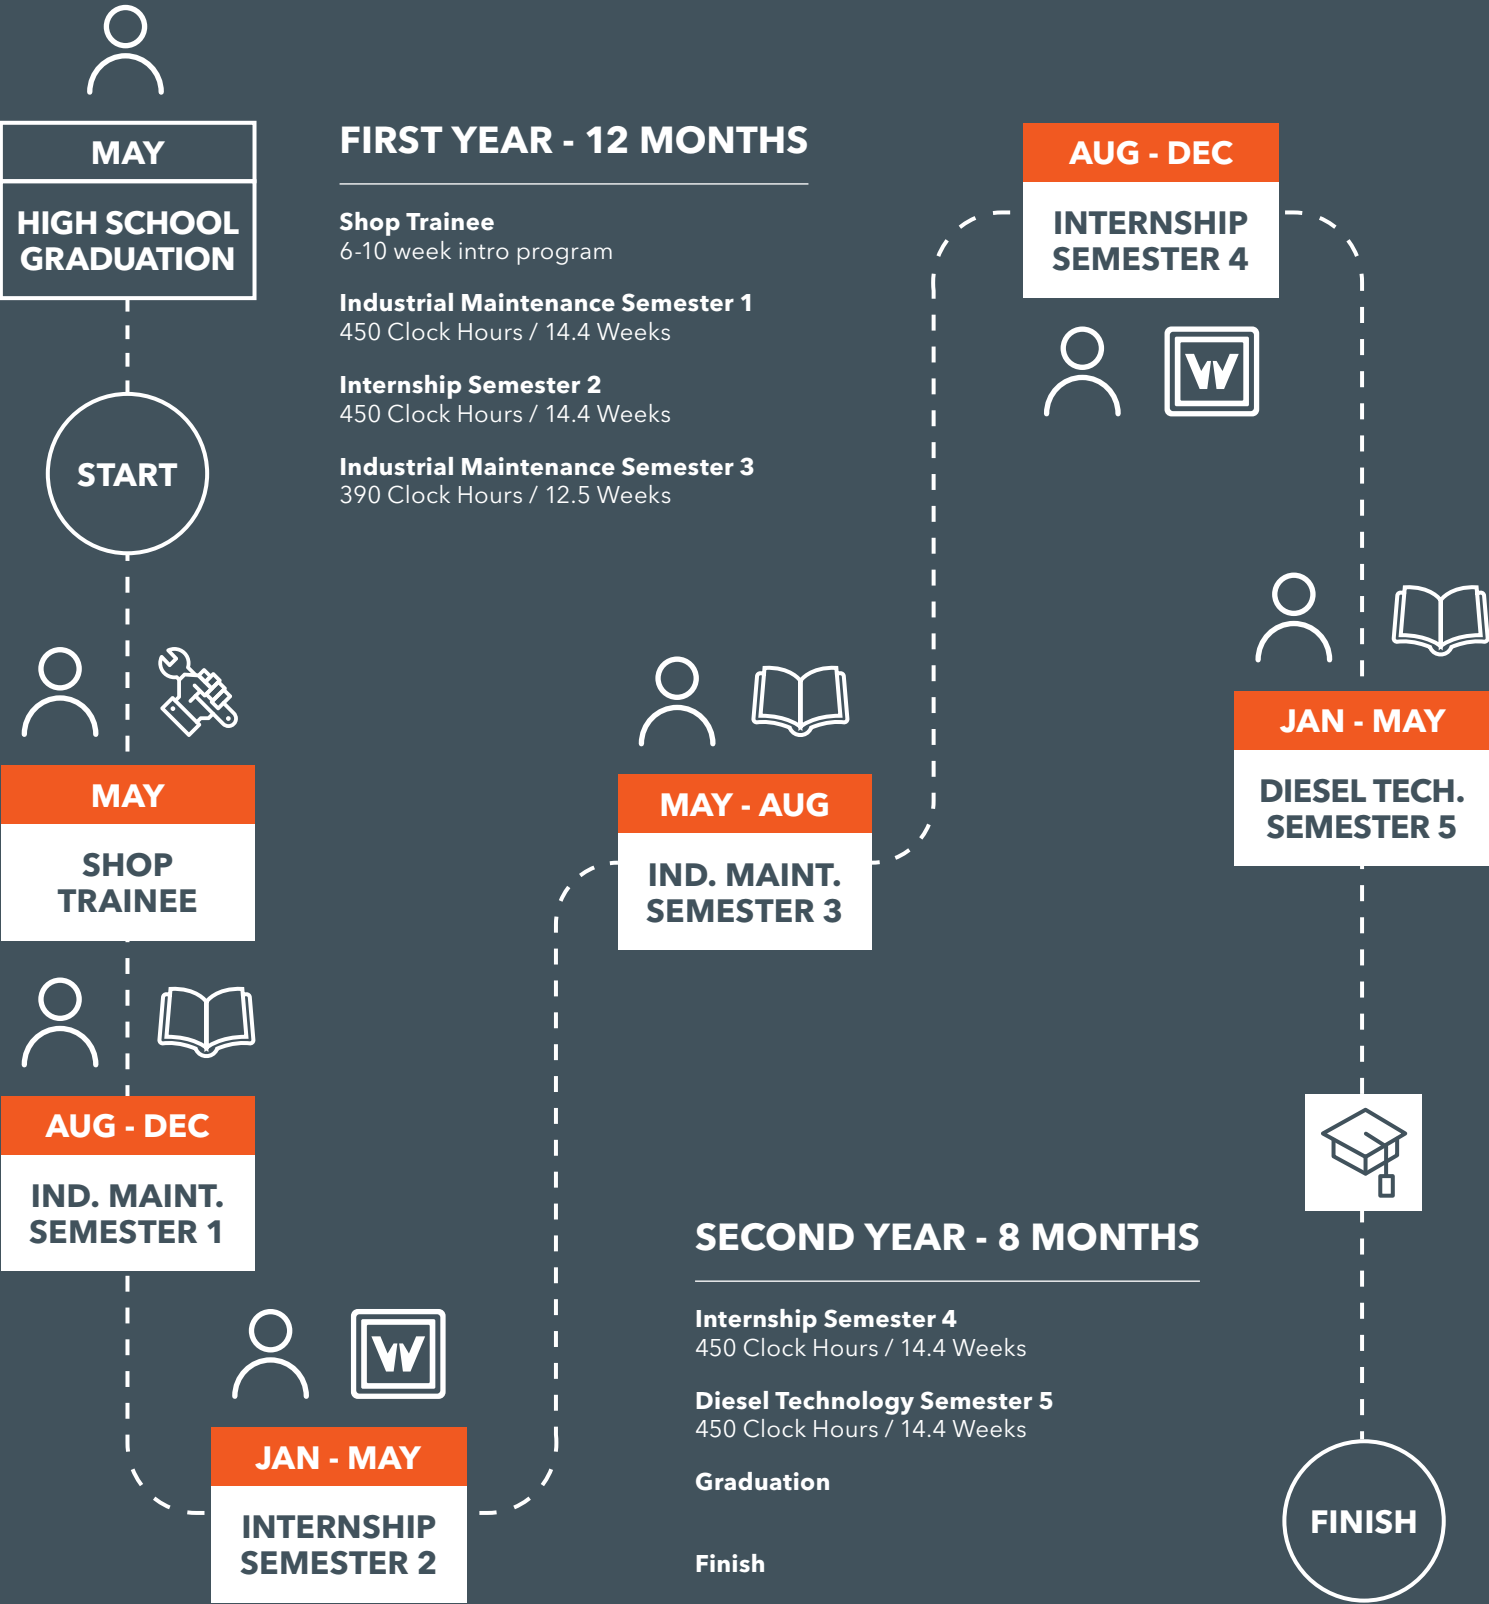 MAY
HIGH SCHOOL
GRADUATION
START
MAY
SHOP
TRAINEE
AUG - DEC
IND. MAINT.
SEMESTER 1
JAN - MAY
INTERNSHIP
SEMESTER 2
FIRST YEAR - 12 MONTHS
Shop Trainee
6-10 week intro program
Industrial Maintenance Semester 1
450 Clock Hours / 14.4 Weeks
Internship Semester 2
450 Clock Hours / 14.4 Weeks
Industrial Maintenance Semester 3
390 Clock Hours / 12.5 Weeks
MAY - AUG
IND. MAINT.
SEMESTER 3
AUG - DEC
INTERNSHIP
SEMESTER 4
W
JAN - MAY
DIESEL TECH.
SEMESTER 5
W
SECOND YEAR - 8 MONTHS
Internship Semester 4
450 Clock Hours / 14.4 Weeks
Diesel Technology Semester 5
450 Clock Hours / 14.4 Weeks
Graduation
Finish
FINISH